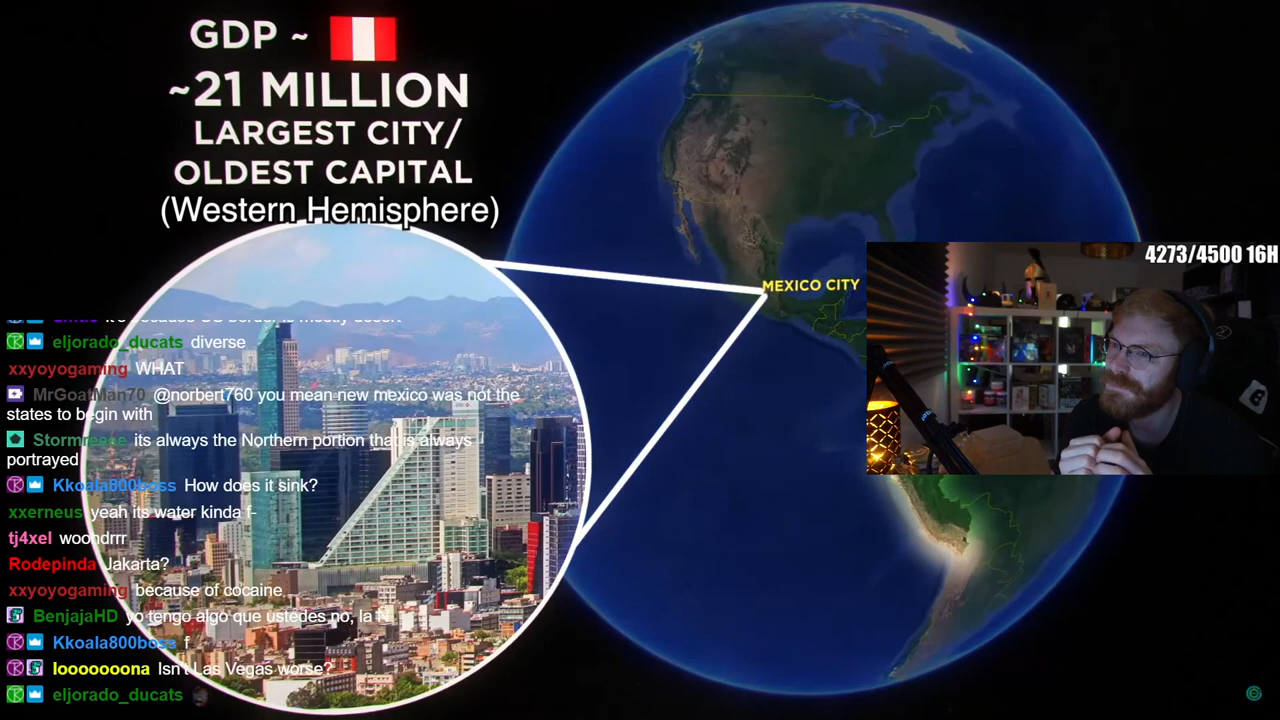 GDP ~
~21 MILLION
LARGEST CITY/
OLDEST CAPITAL
(Western Hemisphere)
MEXICO CITY
4273/4500 16H
eljorado_ducats diverse
xxyoyogaming WHAT
MrGoatMan70 @norbert760 you mean new mexico was not the
states to begin with
its always the Northern portion that is always
portrayed
Kkoala800boss How does it sink?
xxerneus yeah its water kinda f-
tj4xel woondrrr
Rodepinda Jakarta?
xxyoyogaming because of cocaine
BenjajaHD yo tengo algo que ustedes no, la N
Kkoala800boss f
looooooona Isn't Las Vegas worse?
eljorado_ducats